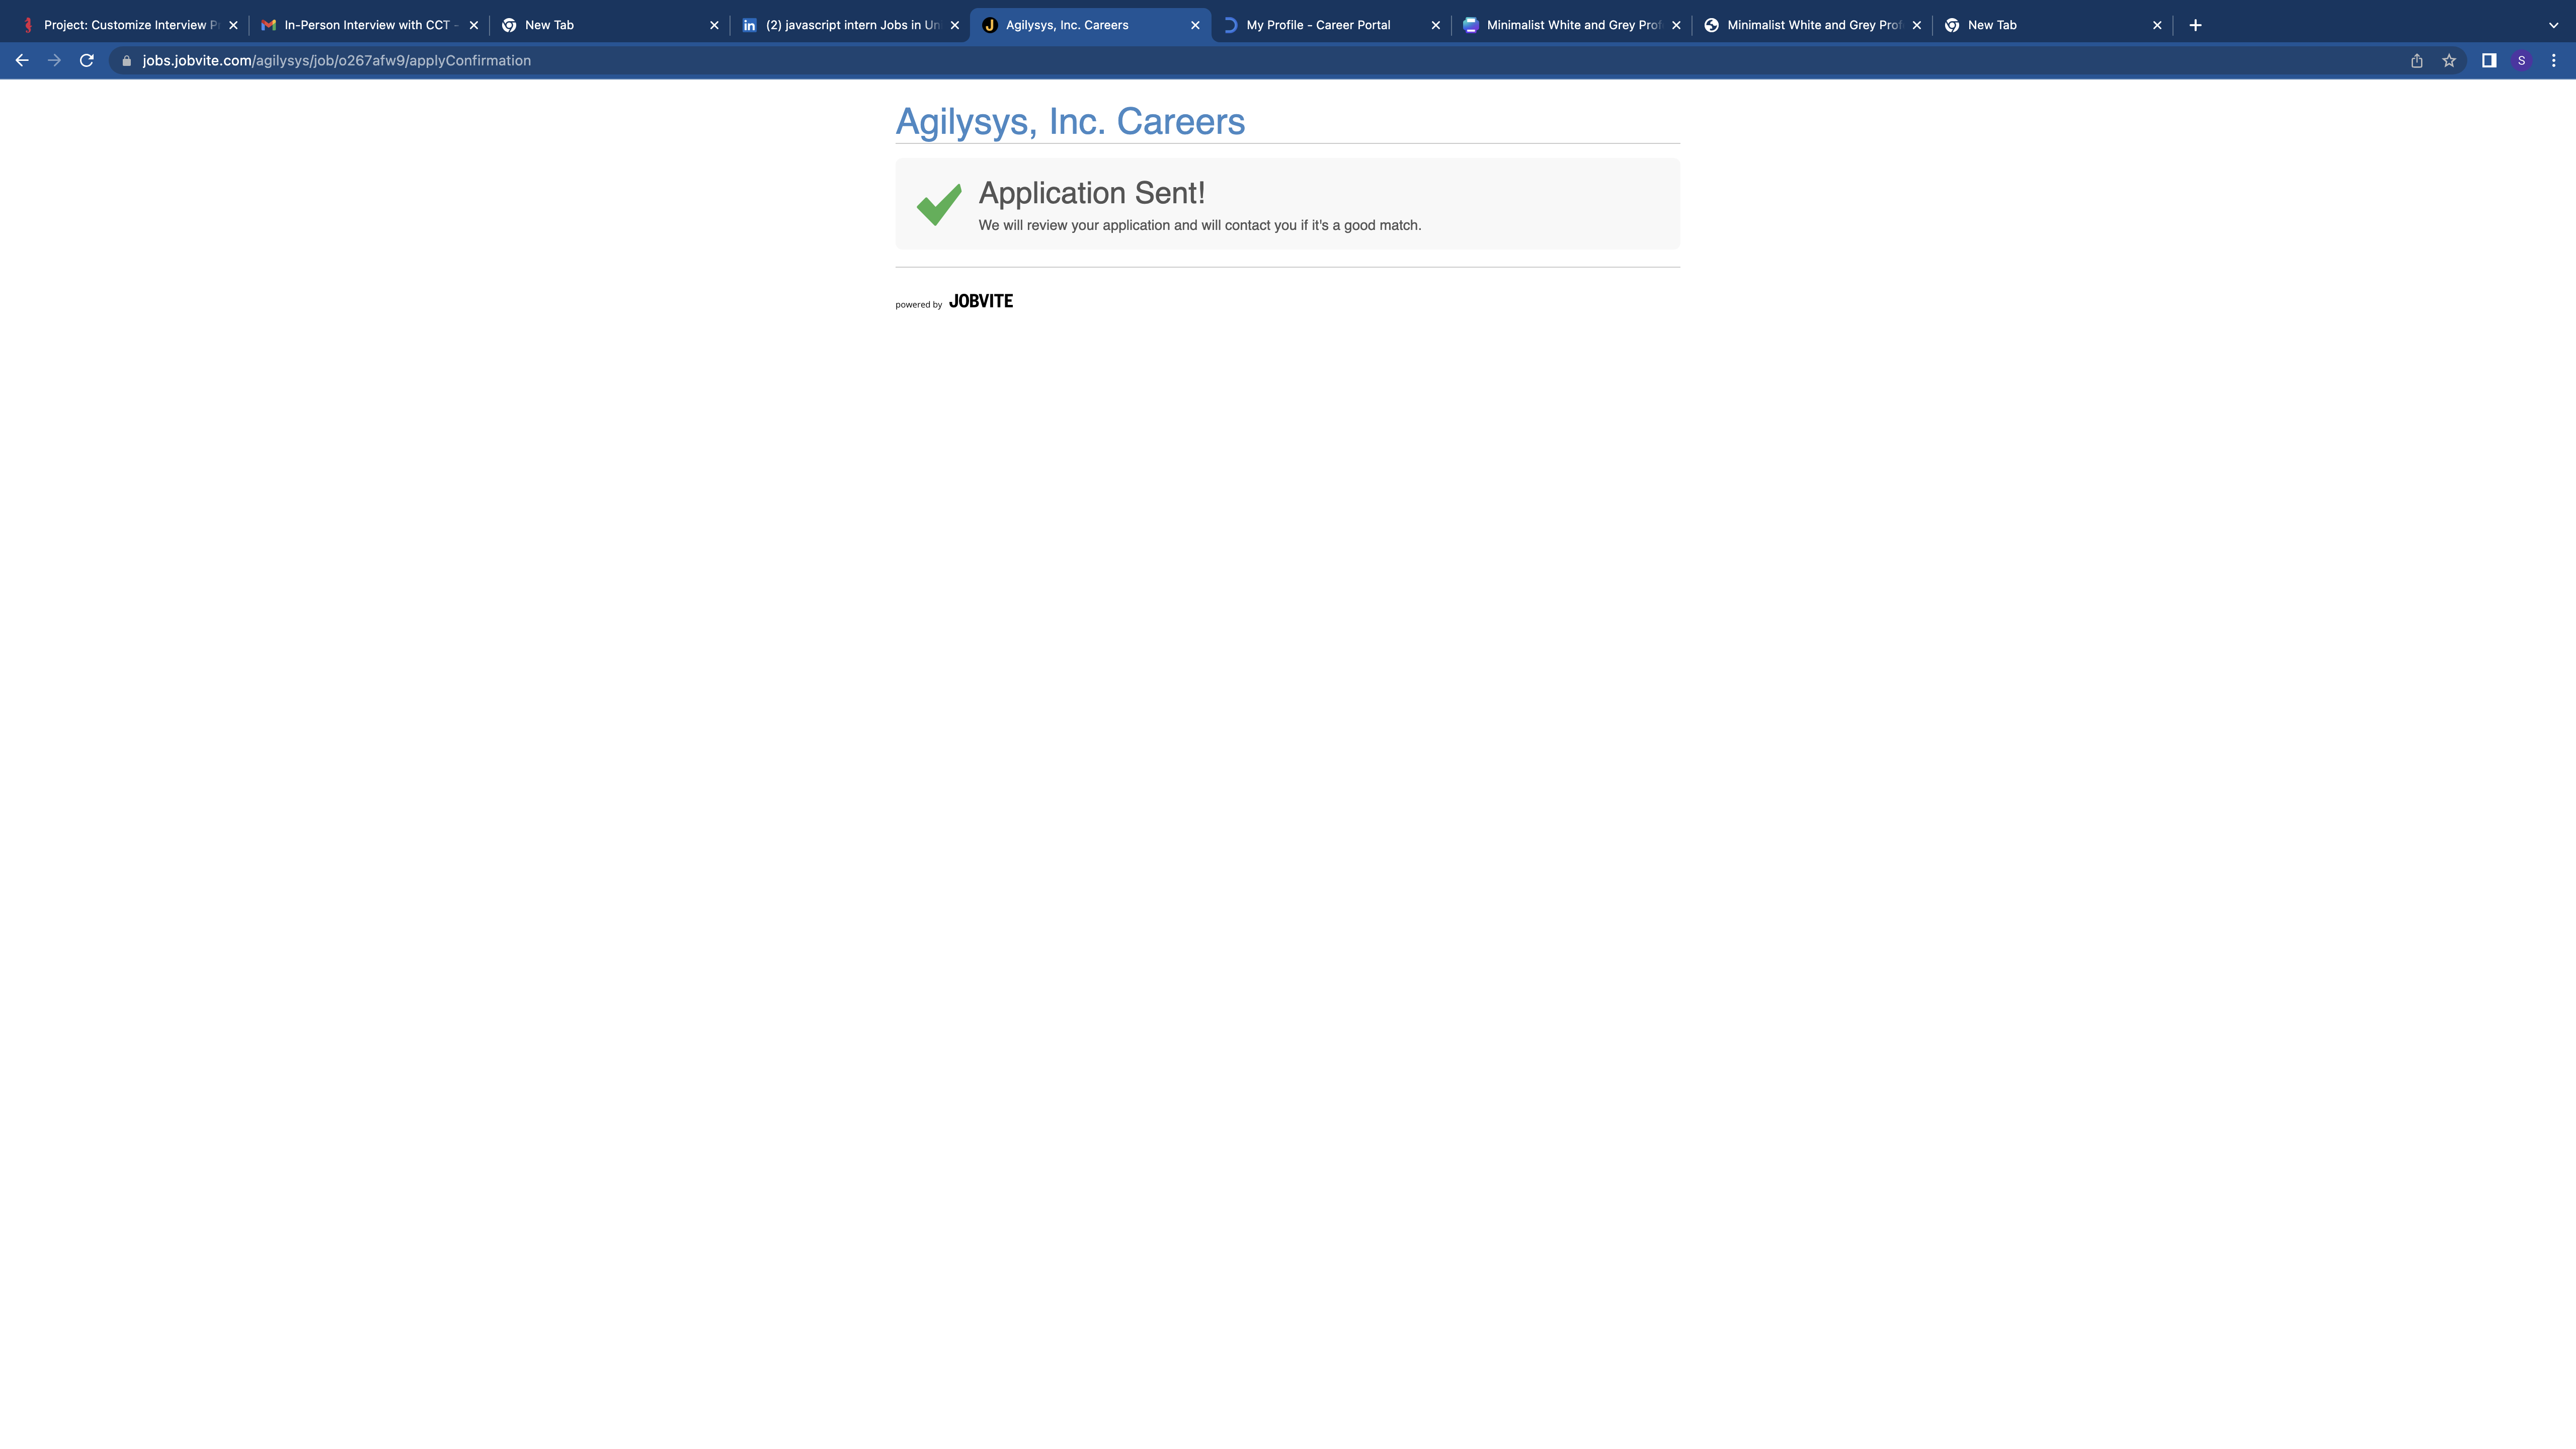 Project: Customize Interview P
In-Person Interview with CCT -
New Tab
(2) javascript intern Jobs in Un
Agilysys, Inc. Careers
My Profile - Career Portal
Minimalist White and Grey Prof
Minimalist White and Grey Prof
New Tab
jobs.jobvite.com/agilysys/job/o267afw9/applyConfirmation
S
Agilysys, Inc. Careers
Application Sent!
We will review your application and will contact you if it's a good match.
powered by JOBVITE